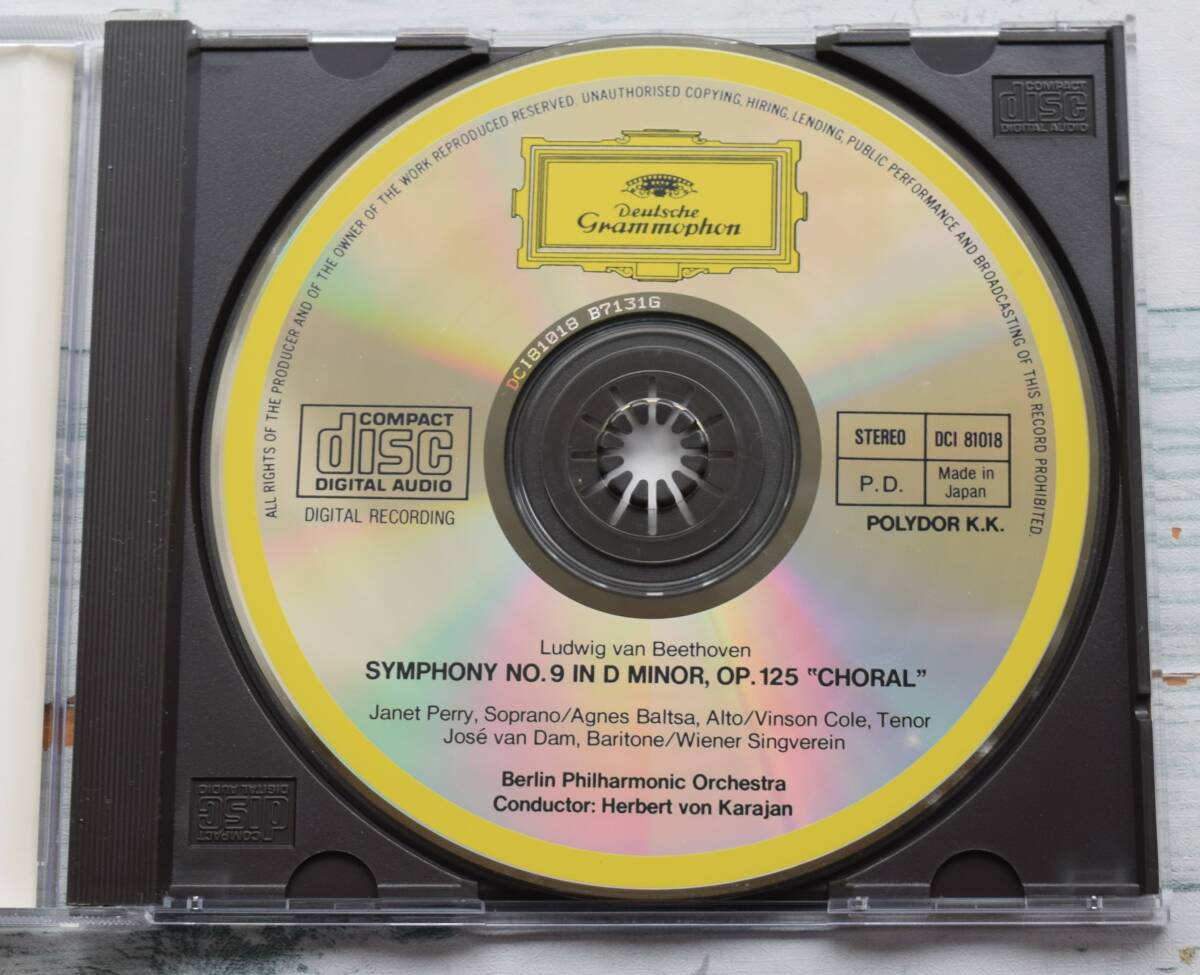 ALL RIGHTS OF THE PRODUCER AND OF THE OWNER OF THE WORK REPRODUCED RESERVED. UNAUTHORISED COPYING, HIRING, LENDING, PUBLIC PERFORMANCE AND BROADCASTING OF THIS RECORD PROHIBITED.
COMPACT
disc
DIGITAL AUDIO
Deutsche
Grammophon
DCI81018 B7131G
COMPACT
disc
DIGITAL AUDIO
DIGITAL RECORDING
STEREO
DCI 81018
P.D.
Made in
Japan
POLYDOR K.K.
Ludwig van Beethoven
SYMPHONY NO. 9 IN D MINOR, OP. 125 "CHORAL"
Janet Perry, Soprano/Agnes Baltsa, Alto/Vinson Cole, Tenor
José van Dam, Baritone/Wiener Singverein
Berlin Philharmonic Orchestra
Conductor: Herbert von Karajan
COMPACT
disc
DIGITAL AUDIO